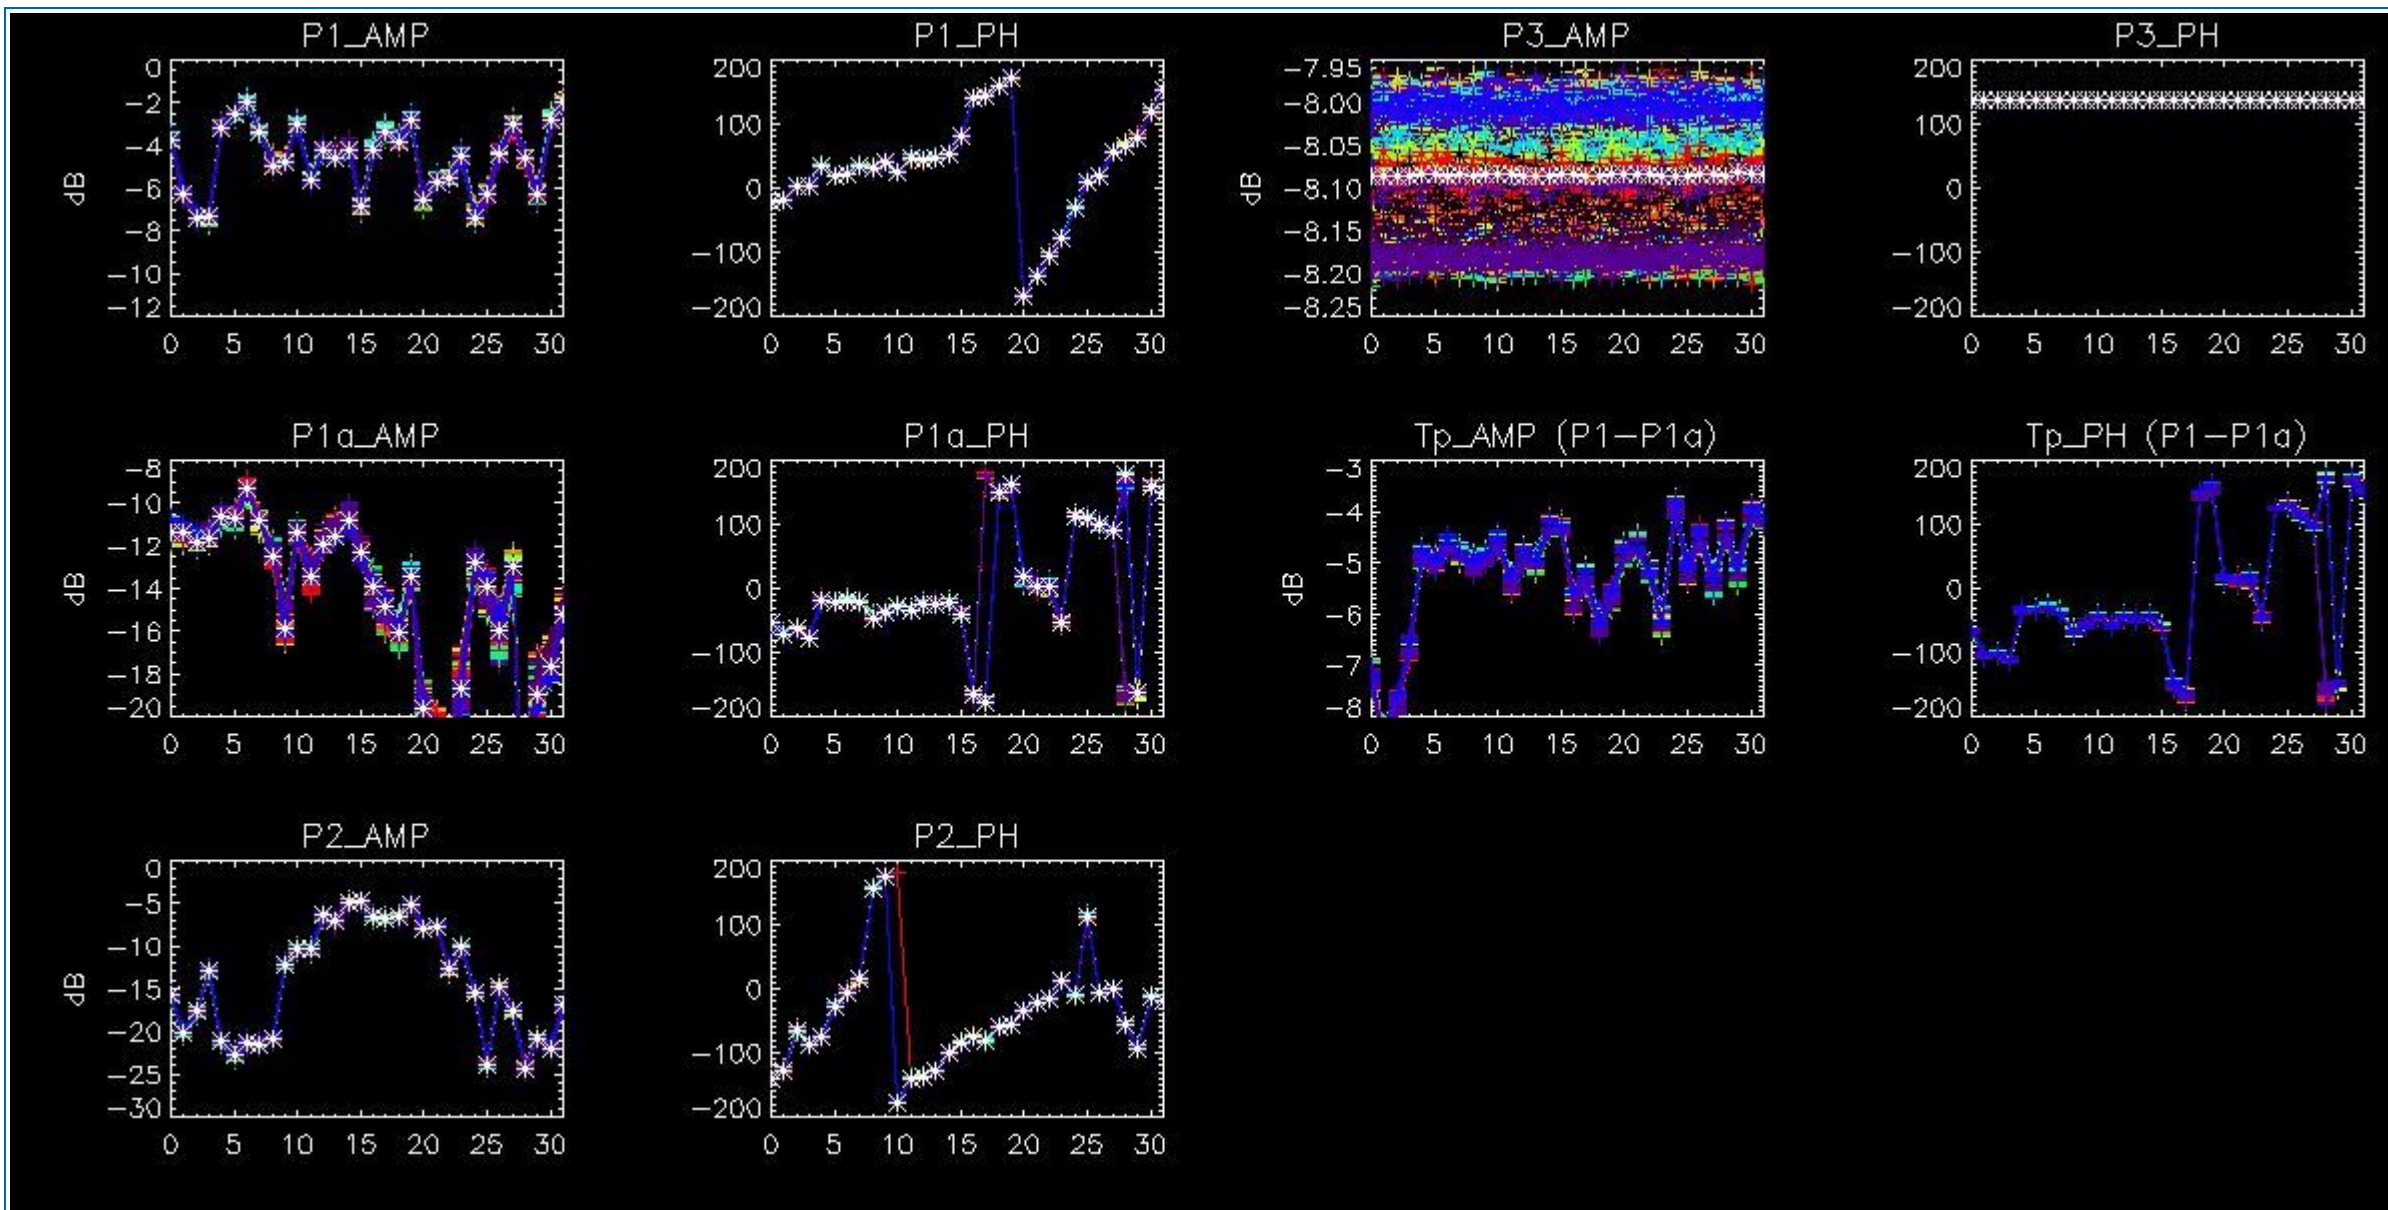 P1_AMP P1_PH P3_AMP P3_PH
0 200 -7.95 200
-2 -8.00
-4 100 -8.05 100
dB -6 0 dB -8.10 0
-8 -8.15
-10 -100 -8.20 -100
-12 -200 -8.25 -200
0 5 10 15 20 25 30 0 5 10 15 20 25 30 0 5 10 15 20 25 30 0 5 10 15 20 25 30
P1a_AMP P1a_PH Tp_AMP (P1-P1a) Tp_PH (P1-P1a)
-8 200 -3 200
-10 100 -4 100
-12
dB -14 0 dB -5 0
-16 -6
-18 -100 -7 -100
-20 -200 -8 -200
0 5 10 15 20 25 30 0 5 10 15 20 25 30 0 5 10 15 20 25 30 0 5 10 15 20 25 30
P2_AMP P2_PH
0 200
-5 100
-10
dB -15 0
-20 -100
-25
-30 -200
0 5 10 15 20 25 30 0 5 10 15 20 25 30